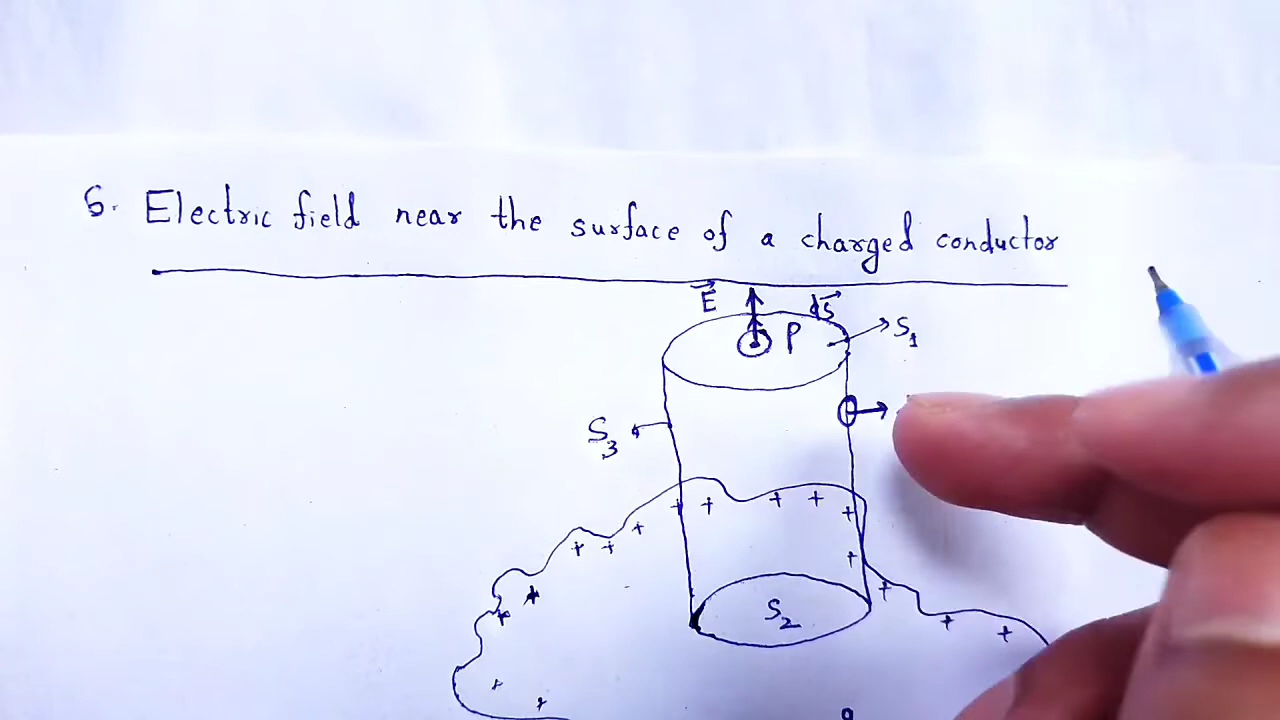 6. Electric field near the surface of a charged conductor
E dS
P S1
S3
+ + + + + + + +
+ +
+ + +
S2
+ +
+ +